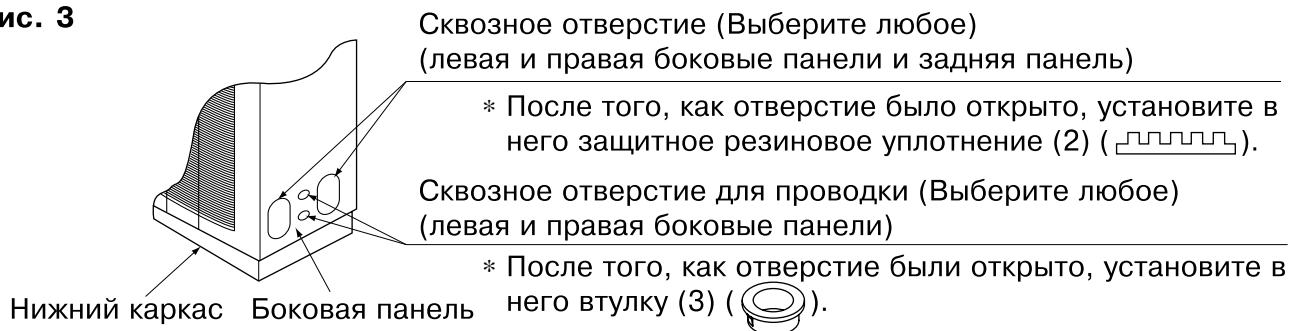 ис. 3
Сквозное отверстие (Выберите любое)
(левая и правая боковые панели и задняя панель)
* После того, как отверстие было открыто, установите в
него защитное резиновое уплотнение (2) ( ).
Сквозное отверстие для проводки (Выберите любое)
(левая и правая боковые панели)
* После того, как отверстие были открыто, установите в
него втулку (3) ( ).
Нижний каркас Боковая панель